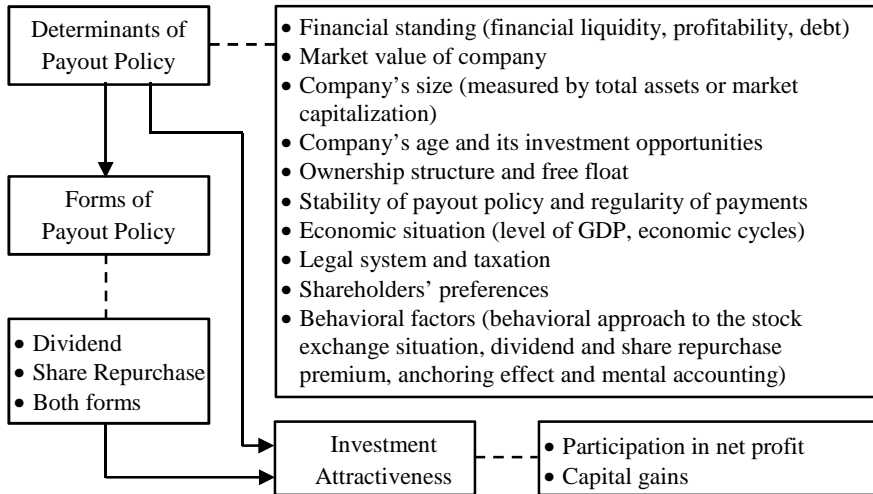 Determinants of
Payout Policy
• Financial standing (financial liquidity, profitability, debt)
• Market value of company
• Company’s size (measured by total assets or market
capitalization)
• Company’s age and its investment opportunities
• Ownership structure and free float
• Stability of payout policy and regularity of payments
• Economic situation (level of GDP, economic cycles)
• Legal system and taxation
• Shareholders’ preferences
• Behavioral factors (behavioral approach to the stock
exchange situation, dividend and share repurchase
premium, anchoring effect and mental accounting)
Forms of
Payout Policy
• Dividend
• Share Repurchase
• Both forms
Investment
Attractiveness
• Participation in net profit
• Capital gains